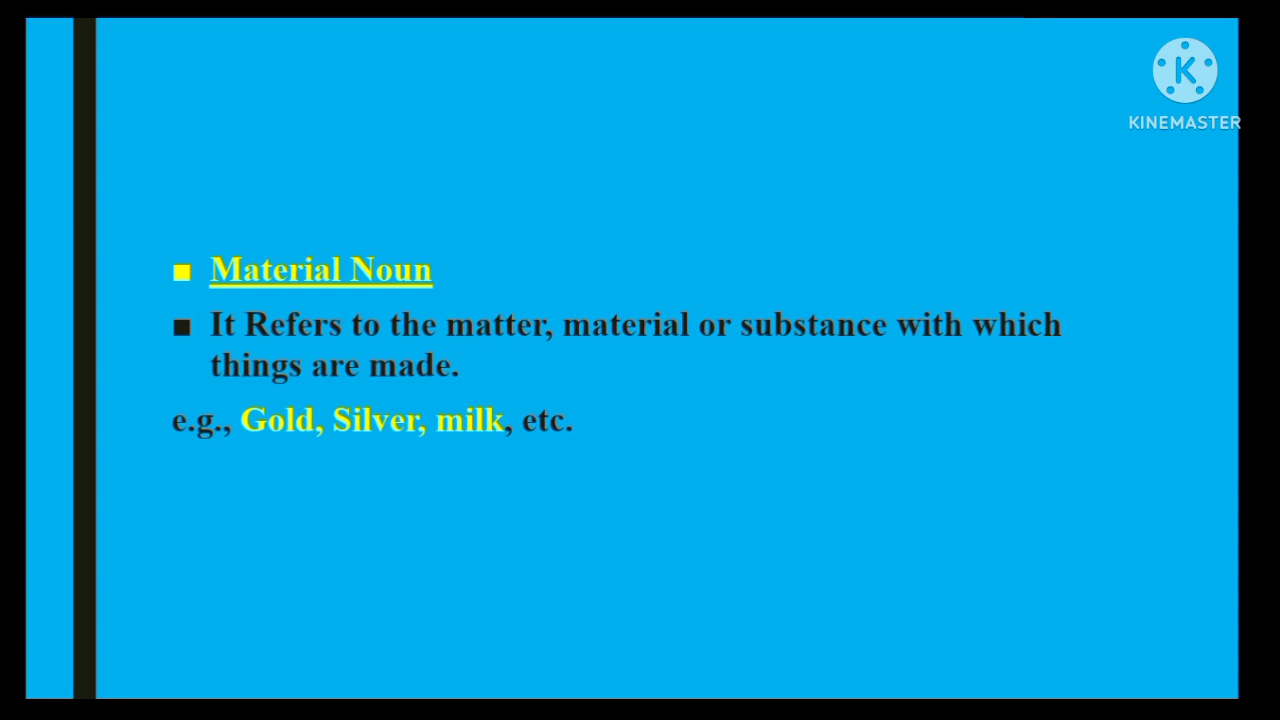 K
KINEMASTER
■ Material Noun
■ It Refers to the matter, material or substance with which
things are made.
e.g., Gold, Silver, milk, etc.